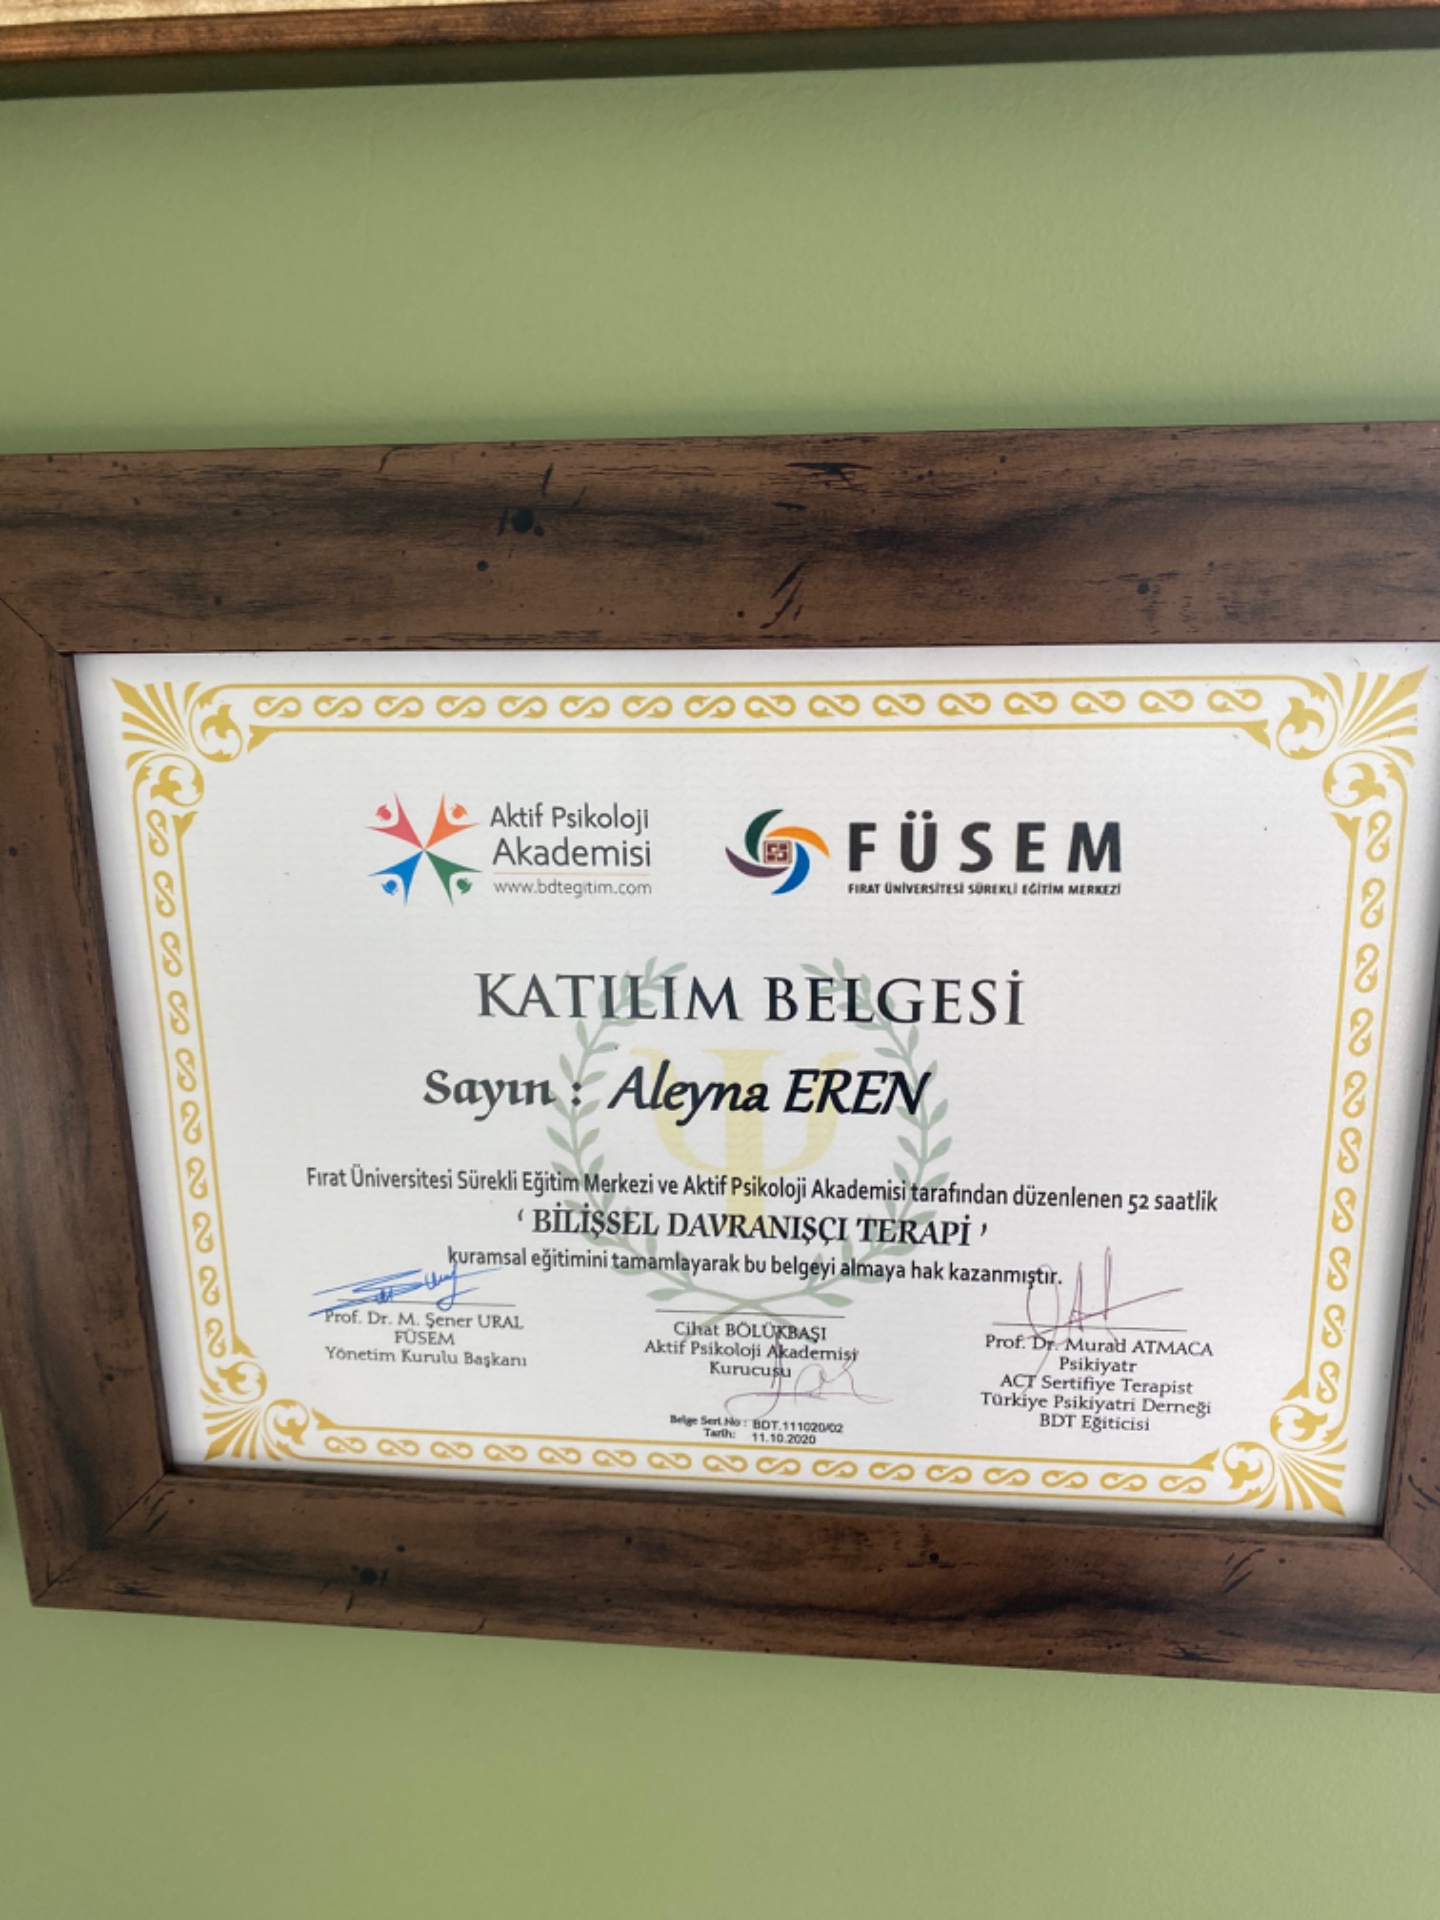 Aktif Psikoloji
Akademisi
www.bdtegitim.com
FÜSEM
FIRAT ÜNİVERSİTESİ SÜREKLİ EĞİTİM MERKEZİ
KATILIM BELGESİ
Sayın : Aleyna EREN
Fırat Üniversitesi Sürekli Eğitim Merkezi ve Aktif Psikoloji Akademisi tarafından düzenlenen 52 saatlik
‘ BİLİŞSEL DAVRANIŞÇI TERAPİ ’
kuramsal eğitimini tamamlayarak bu belgeyi almaya hak kazanmıştır.
Prof. Dr. M. Şener URAL
FÜSEM
Yönetim Kurulu Başkanı
Cihat BÖLÜKBAŞI
Aktif Psikoloji Akademisi
Kurucusu
Prof. Dr. Murad ATMACA
Psikiyatr
ACT Sertifiye Terapist
Türkiye Psikiyatri Derneği
BDT Eğiticisi
Belge Seri No : BDT.111020/02
Tarih: 11.10.2020